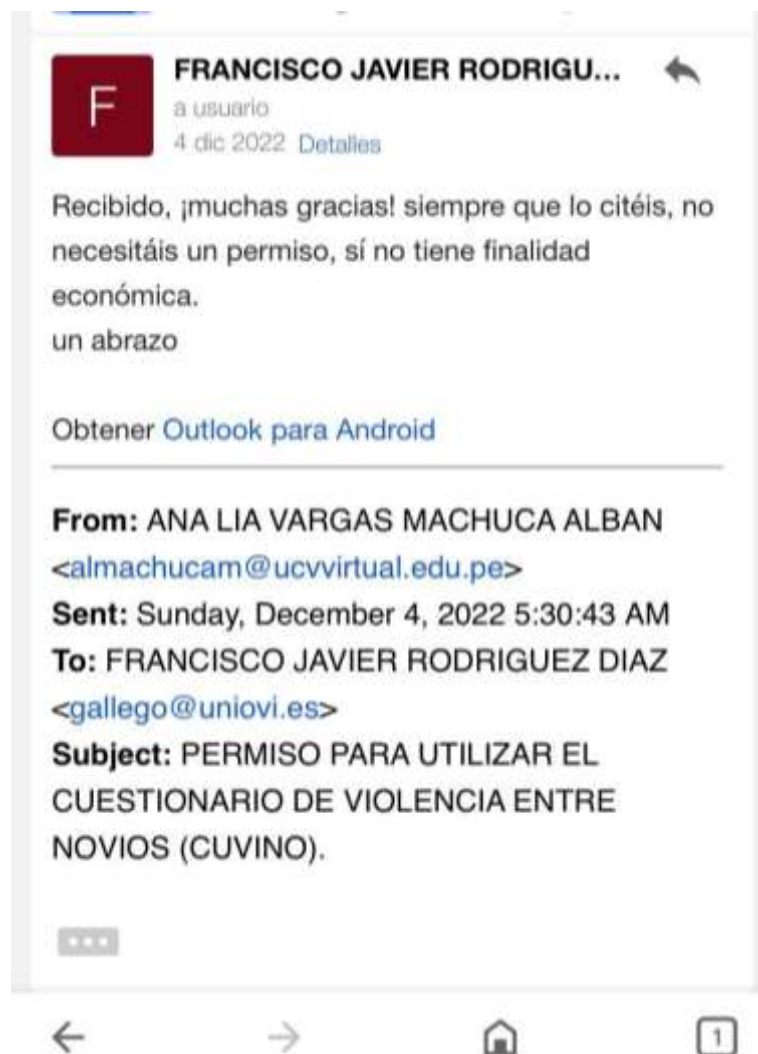 F
FRANCISCO JAVIER RODRIGU...
a usuario
4 dic 2022 Detalles
Recibido, ¡muchas gracias! siempre que lo citéis, no
necesitáis un permiso, sí no tiene finalidad
económica.
un abrazo
Obtener Outlook para Android
From: ANA LIA VARGAS MACHUCA ALBAN
<almachucam@ucvvirtual.edu.pe>
Sent: Sunday, December 4, 2022 5:30:43 AM
To: FRANCISCO JAVIER RODRIGUEZ DIAZ
<gallego@uniovi.es>
Subject: PERMISO PARA UTILIZAR EL
CUESTIONARIO DE VIOLENCIA ENTRE
NOVIOS (CUVINO).
1